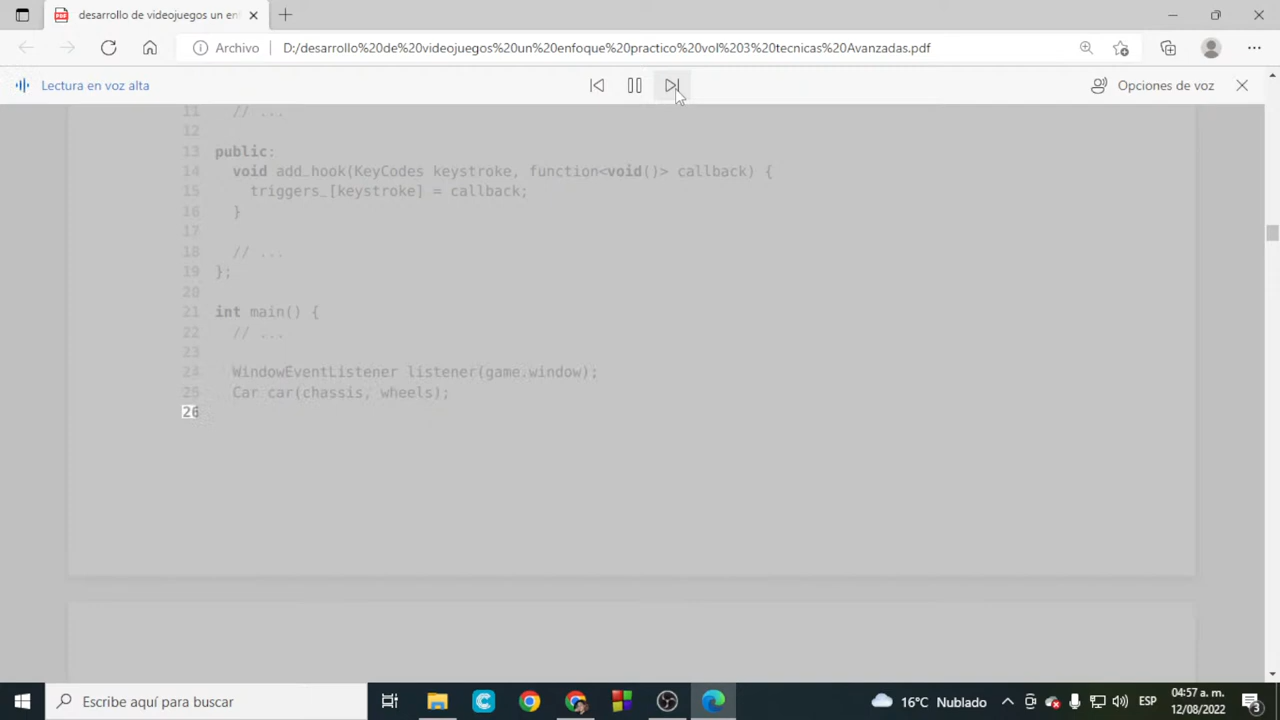 desarrollo de videojuegos un en
Archivo
D:/desarrollo%20de%20videojuegos%20un%20enfoque%20practico%20vol%203%20tecnicas%20Avanzadas.pdf
Lectura en voz alta
Opciones de voz
11 // ...
12
13 public:
14 void add_hook(KeyCodes keystroke, function<void()> callback) {
15 triggers_[keystroke] = callback;
16 }
17
18 // ...
19 };
20
21 int main() {
22 // ...
23
24 WindowEventListener listener(game.window);
25 Car car(chassis, wheels);
26
Escribe aquí para buscar
16°C Nublado
ESP
04:57 a. m.
12/08/2022
3